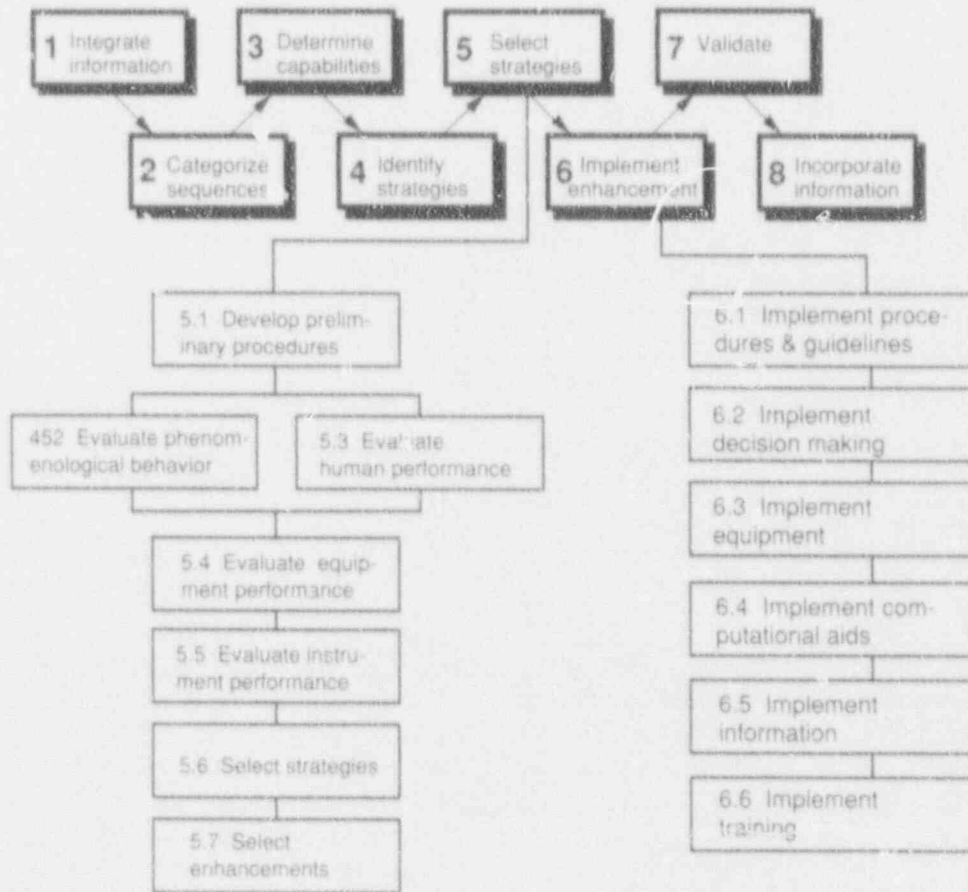 1 Integrate
information
3 Determine
capabilities
5 Select
strategies
7 Validate
2 Categorize
sequences
4 Identify
strategies
6 Implement
enhancement
8 Incorporate
information
5.1 Develop prelim-
inary procedures
452 Evaluate phenom-
enological behavior
5.3 Evaluate
human performance
5.4 Evaluate equip-
ment performance
5.5 Evaluate instru-
ment performance
5.6 Select strategies
5.7 Select
enhancements
6.1 Implement proce-
dures & guidelines
6.2 Implement
decision making
6.3 Implement
equipment
6.4 Implement com-
putational aids
6.5 Implement
information
6.6 Implement
training